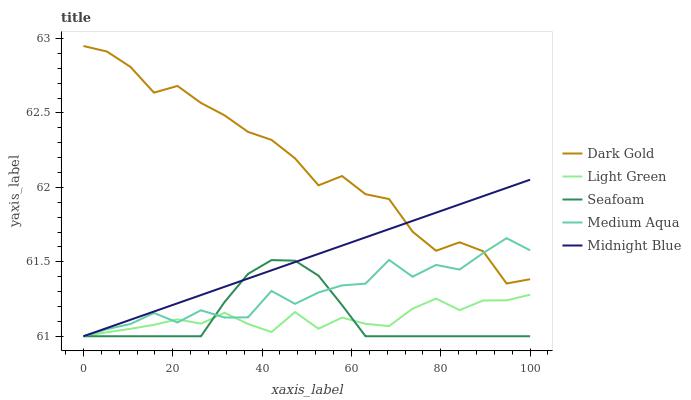 title
63
62.5
62
61.5
61
yaxis_label
0
20
40
60
80
100
xaxis_label
Dark Gold
Light Green
Seafoam
Medium Aqua
Midnight Blue